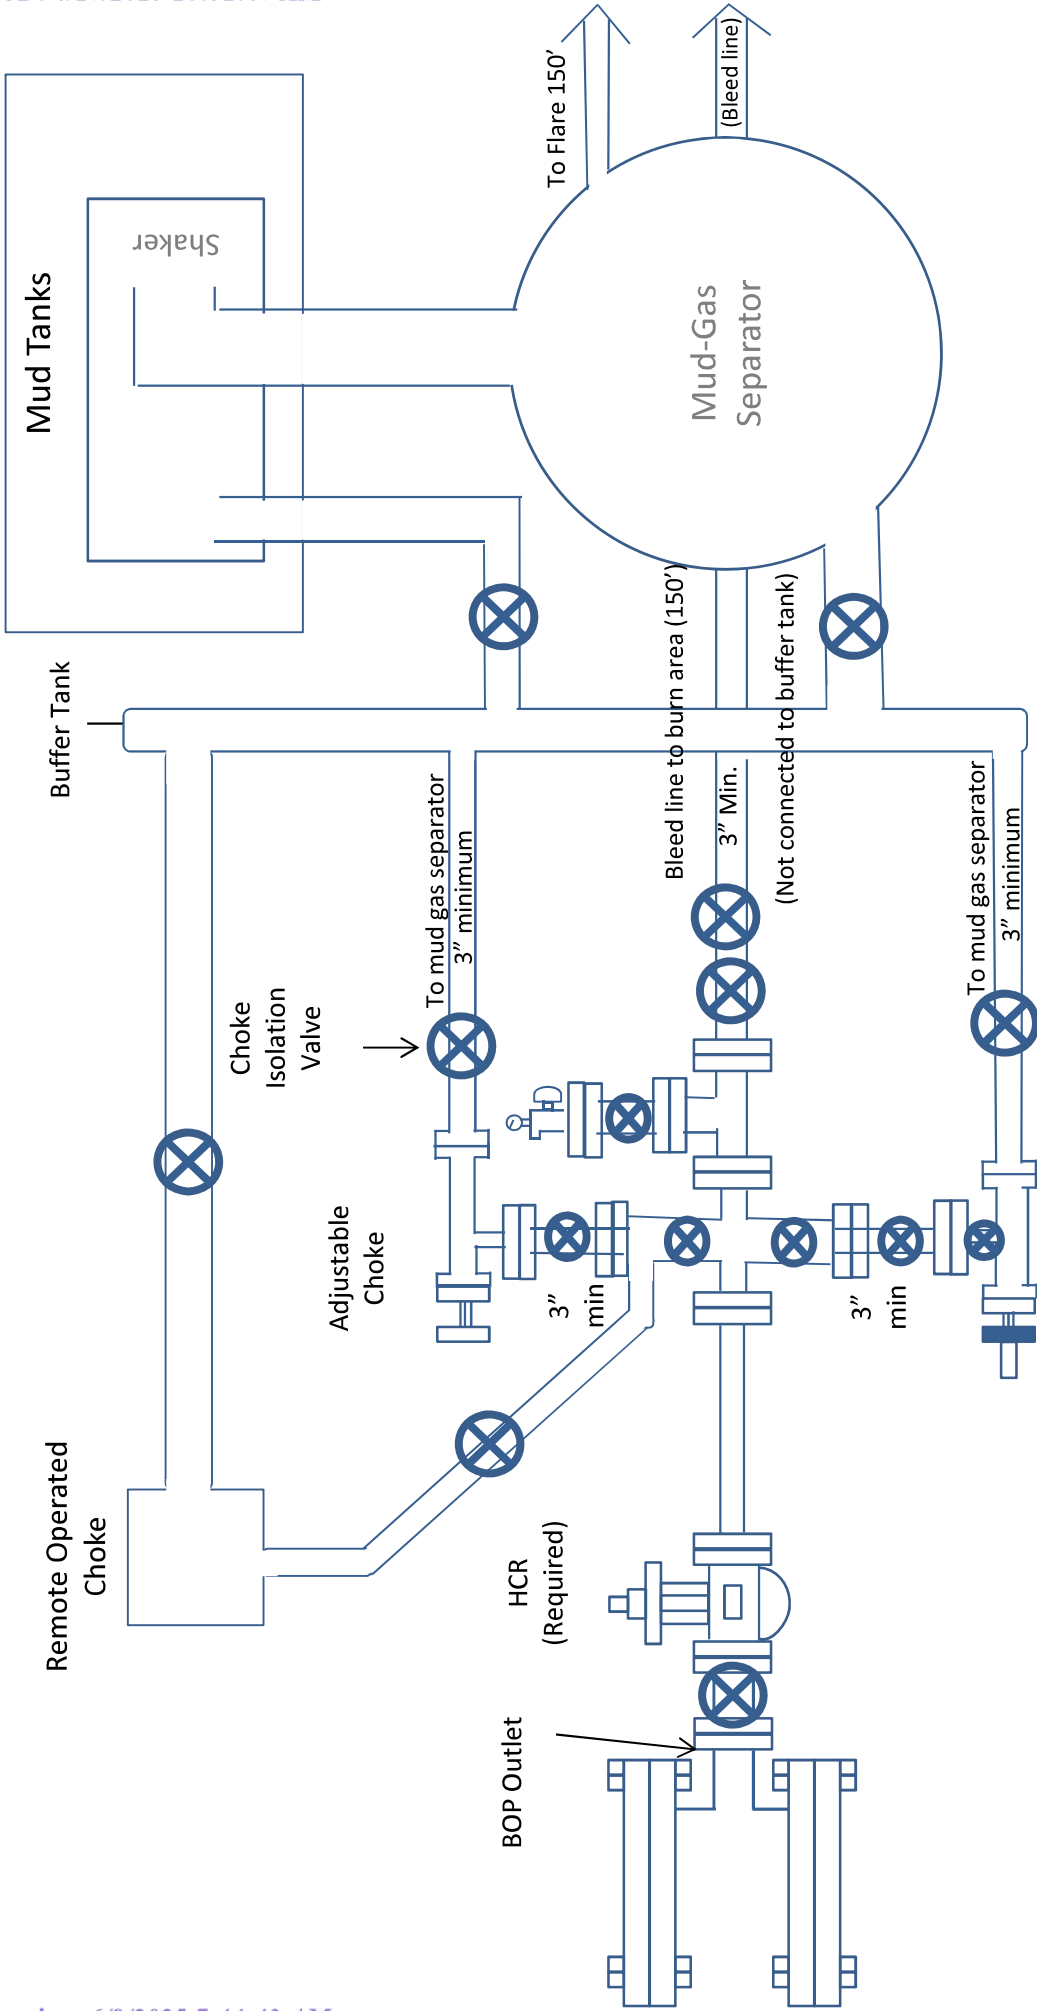 Mud Tanks
Shaker
To Flare 150’
(Bleed line)
Mud-Gas
Separator
Buffer Tank
Bleed line to burn area (150’)
3” Min.
(Not connected to buffer tank)
To mud gas separator
3” minimum
To mud gas separator
3” minimum
Choke
Isolation
Valve
Adjustable
Choke
3”
min
3”
min
Remote Operated
Choke
HCR
(Required)
BOP Outlet